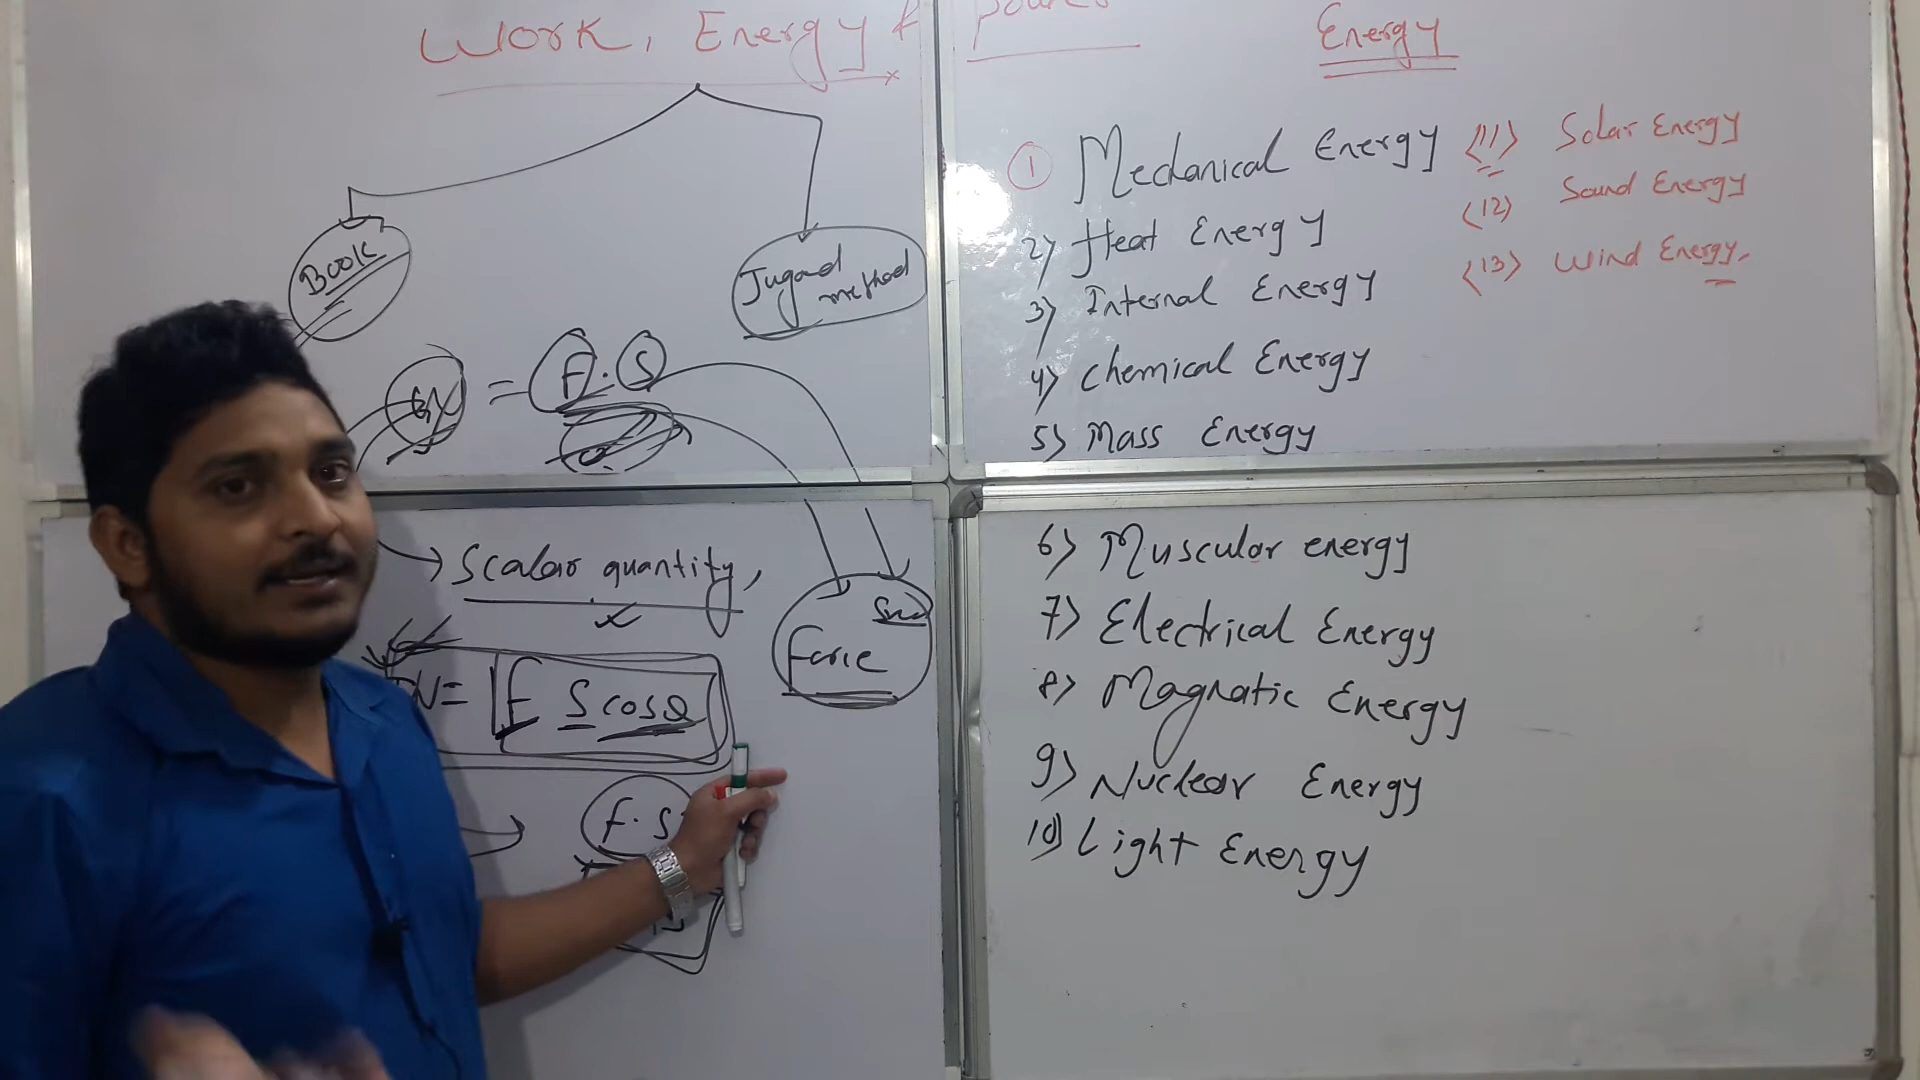 Work, Energy &
Book
Jugaad method
W = F.S
Scalar quantity,
W= F S cosθ
F.S
Force
Energy
1 Mechanical Energy
2) Heat Energy
3) Internal Energy
4) Chemical Energy
5) Mass Energy
6) Muscular energy
7) Electrical Energy
8) Magnatic Energy
9) Nuclear Energy
10) Light Energy
(11) Solar Energy
(12) Sound Energy
(13) Wind Energy.